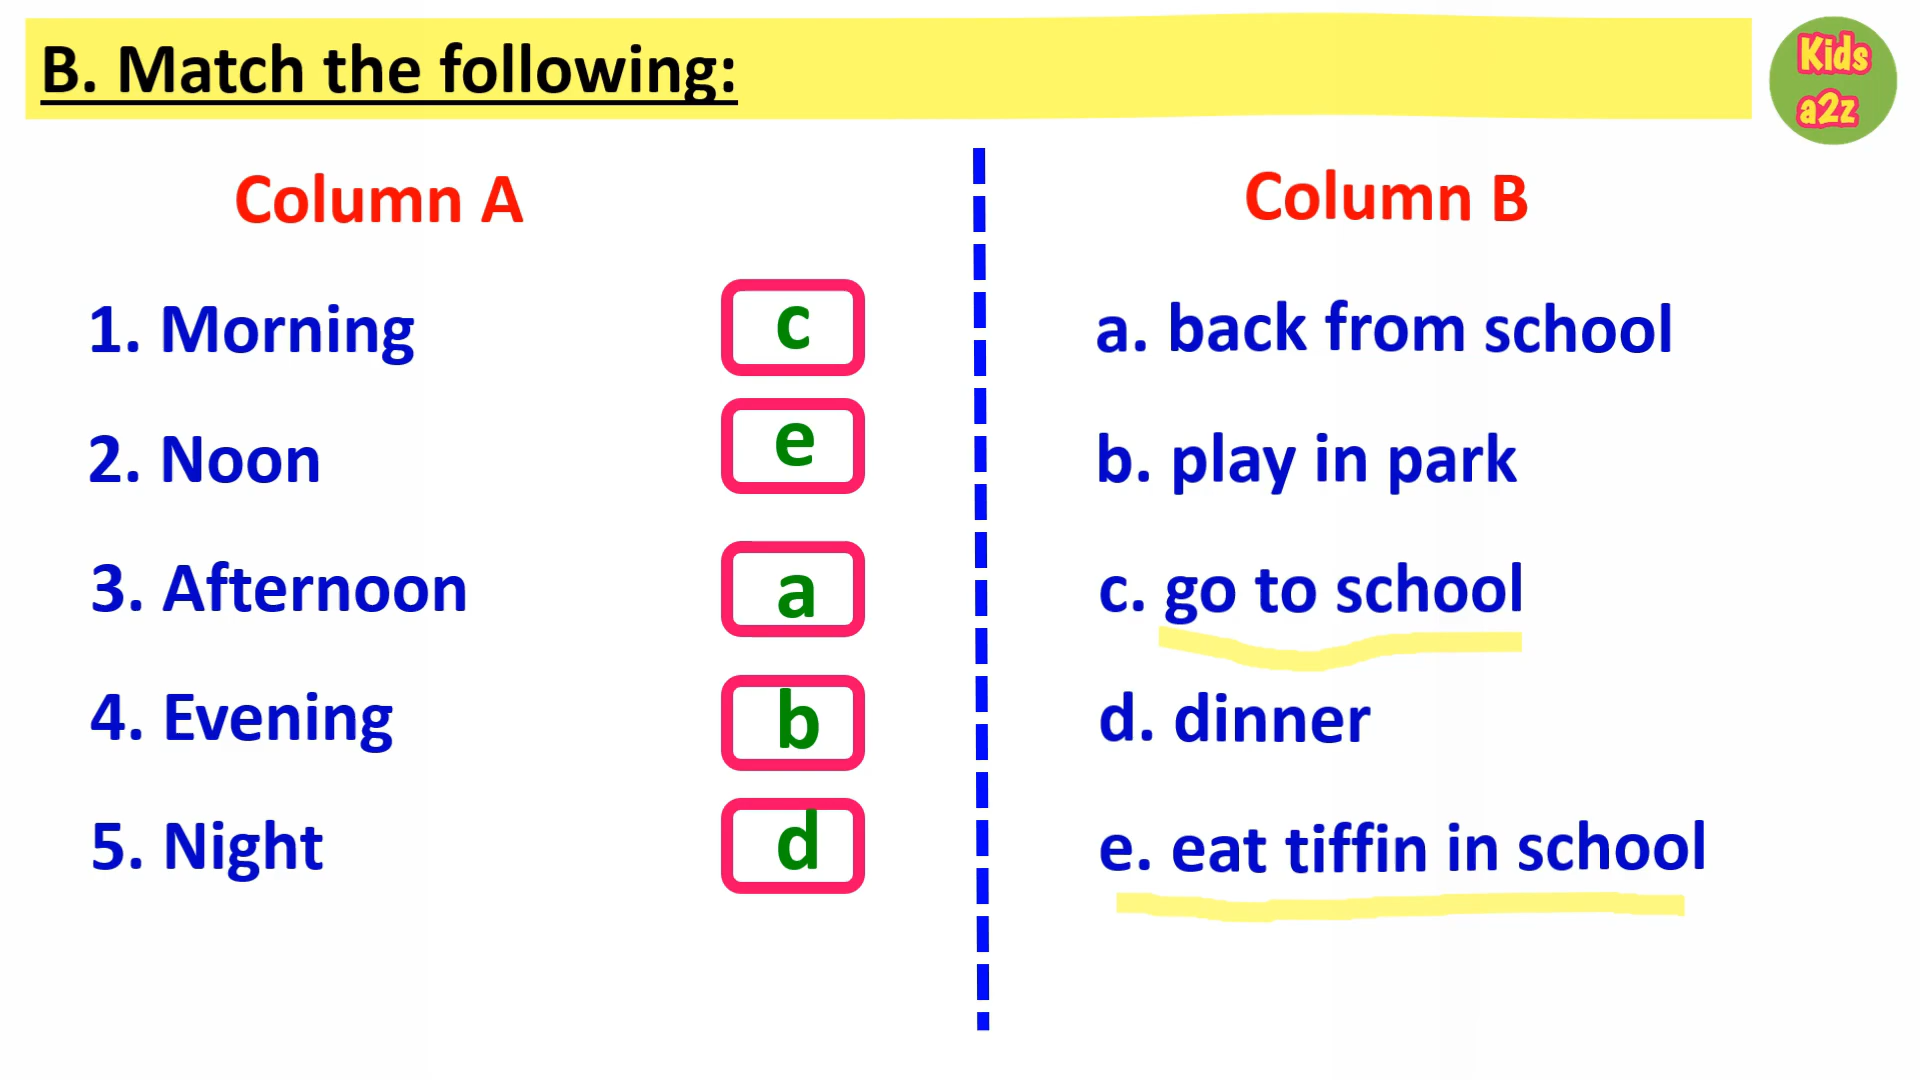 B. Match the following:
Kids
a2z
Column A
Column B
1. Morning
c
a. back from school
2. Noon
e
b. play in park
3. Afternoon
a
c. go to school
4. Evening
b
d. dinner
5. Night
d
e. eat tiffin in school